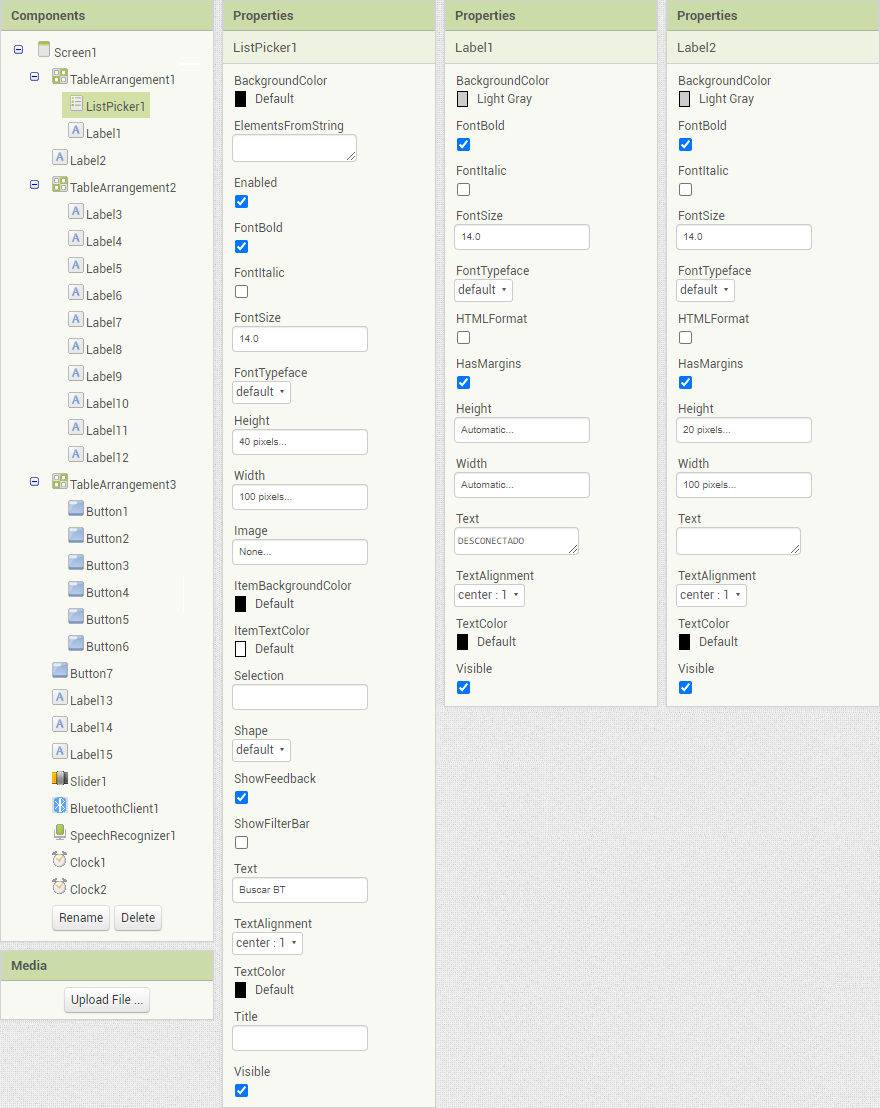 Components
Screen1
TableArrangement1
ListPicker1
Label1
Label2
TableArrangement2
Label3
Label4
Label5
Label6
Label7
Label8
Label9
Label10
Label11
Label12
TableArrangement3
Button1
Button2
Button3
Button4
Button5
Button6
Button7
Label13
Label14
Label15
Slider1
BluetoothClient1
SpeechRecognizer1
Clock1
Clock2
Rename Delete
Media
Upload File ...
Properties
ListPicker1
BackgroundColor
Default
ElementsFromString
Enabled
FontBold
FontItalic
FontSize
14.0
FontTypeface
default
Height
40 pixels...
Width
100 pixels...
Image
None...
ItemBackgroundColor
Default
ItemTextColor
Default
Selection
Shape
default
ShowFeedback
ShowFilterBar
Text
Buscar BT
TextAlignment
center : 1
TextColor
Default
Title
Visible
Properties
Label1
BackgroundColor
Light Gray
FontBold
FontItalic
FontSize
14.0
FontTypeface
default
HTMLFormat
HasMargins
Height
Automatic...
Width
Automatic...
Text
DESCONECTADO
TextAlignment
center : 1
TextColor
Default
Visible
Properties
Label2
BackgroundColor
Light Gray
FontBold
FontItalic
FontSize
14.0
FontTypeface
default
HTMLFormat
HasMargins
Height
20 pixels...
Width
100 pixels...
Text
TextAlignment
center : 1
TextColor
Default
Visible